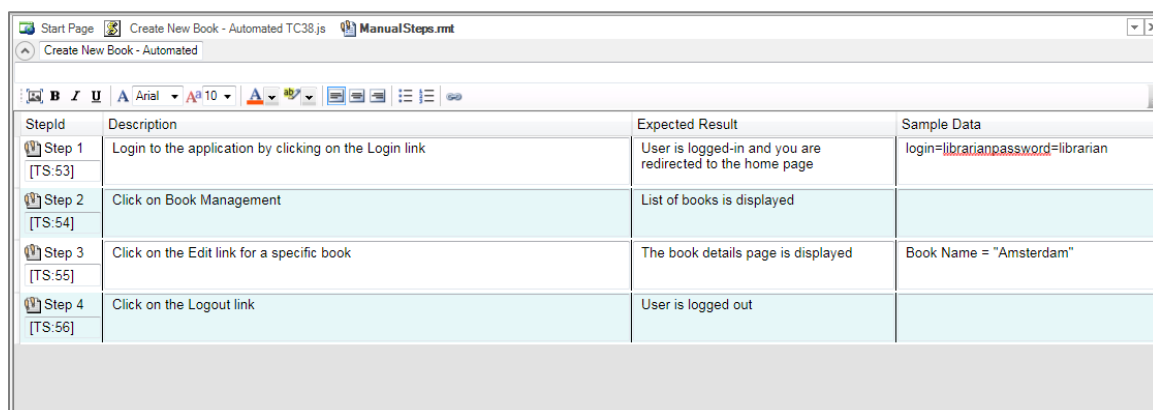 Start Page Create New Book - Automated TC38.js ManualSteps.rmt
Create New Book - Automated
B I U A Arial Aa 10 A ab
StepId Description Expected Result Sample Data
Step 1 Login to the application by clicking on the Login link User is logged-in and you are login=librarianpassword=librarian
[TS:53] redirected to the home page
Step 2 Click on Book Management List of books is displayed
[TS:54]
Step 3 Click on the Edit link for a specific book The book details page is displayed Book Name = "Amsterdam"
[TS:55]
Step 4 Click on the Logout link User is logged out
[TS:56]